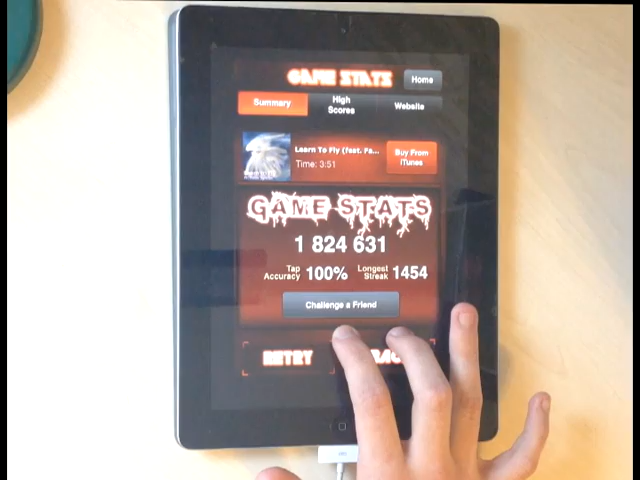 GAME STATS
Home
Summary
High
Scores
Website
Learn To Fly (feat. Fa...
Time: 3:51
Buy From
iTunes
GAME STATS
1 824 631
Tap
Accuracy 100%
Longest
Streak 1454
Challenge a Friend
RETRY